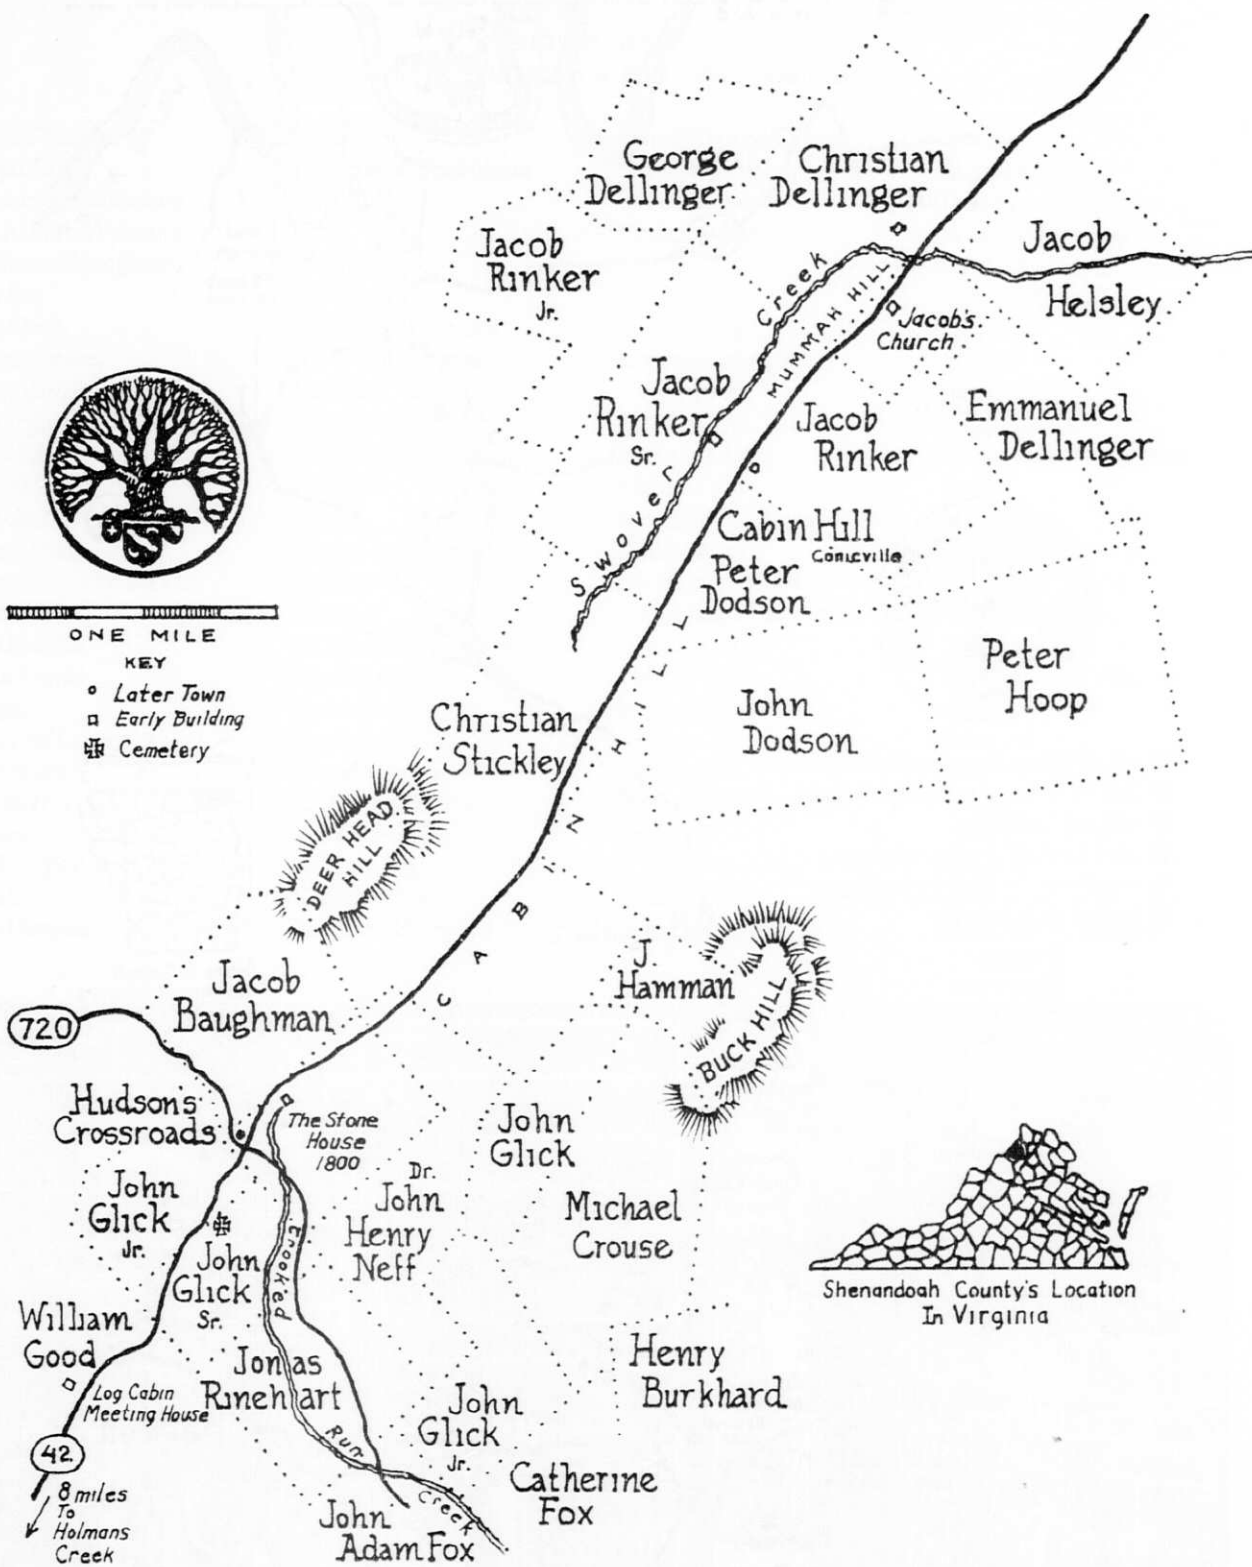 George
Dellinger
Christian
Dellinger
Jacob
Rinker
Jr.
Creek
MUMMAH HILL
Jacob
Helsley
Jacob's
Church
Jacob
Rinker
Sr.
Jacob
Rinker
Emmanuel
Dellinger
Swover
Cabin Hill
Conicville
Peter
Dodson
ONE MILE
KEY
Later Town
Early Building
Cemetery
Peter
Hoop
John
Dodson
Christian
Stickley
CABIN HILL
DEER HEAD
HILL
J.
Hamman
BUCK HILL
Jacob
Baughman
720
Hudson's
Crossroads
The Stone
House
1800
John
Glick
Dr.
John
Henry
Neff
John
Glick
Jr.
Michael
Crouse
John
Glick
Sr.
Crooked
Run
Creek
Shenandoah County's Location
In Virginia
William
Good
Log Cabin
Meeting House
Jonas
Rinehart
Henry
Burkhard
John
Glick
Jr.
Catherine
Fox
42
8 miles
To
Holmans
Creek
John
Adam Fox